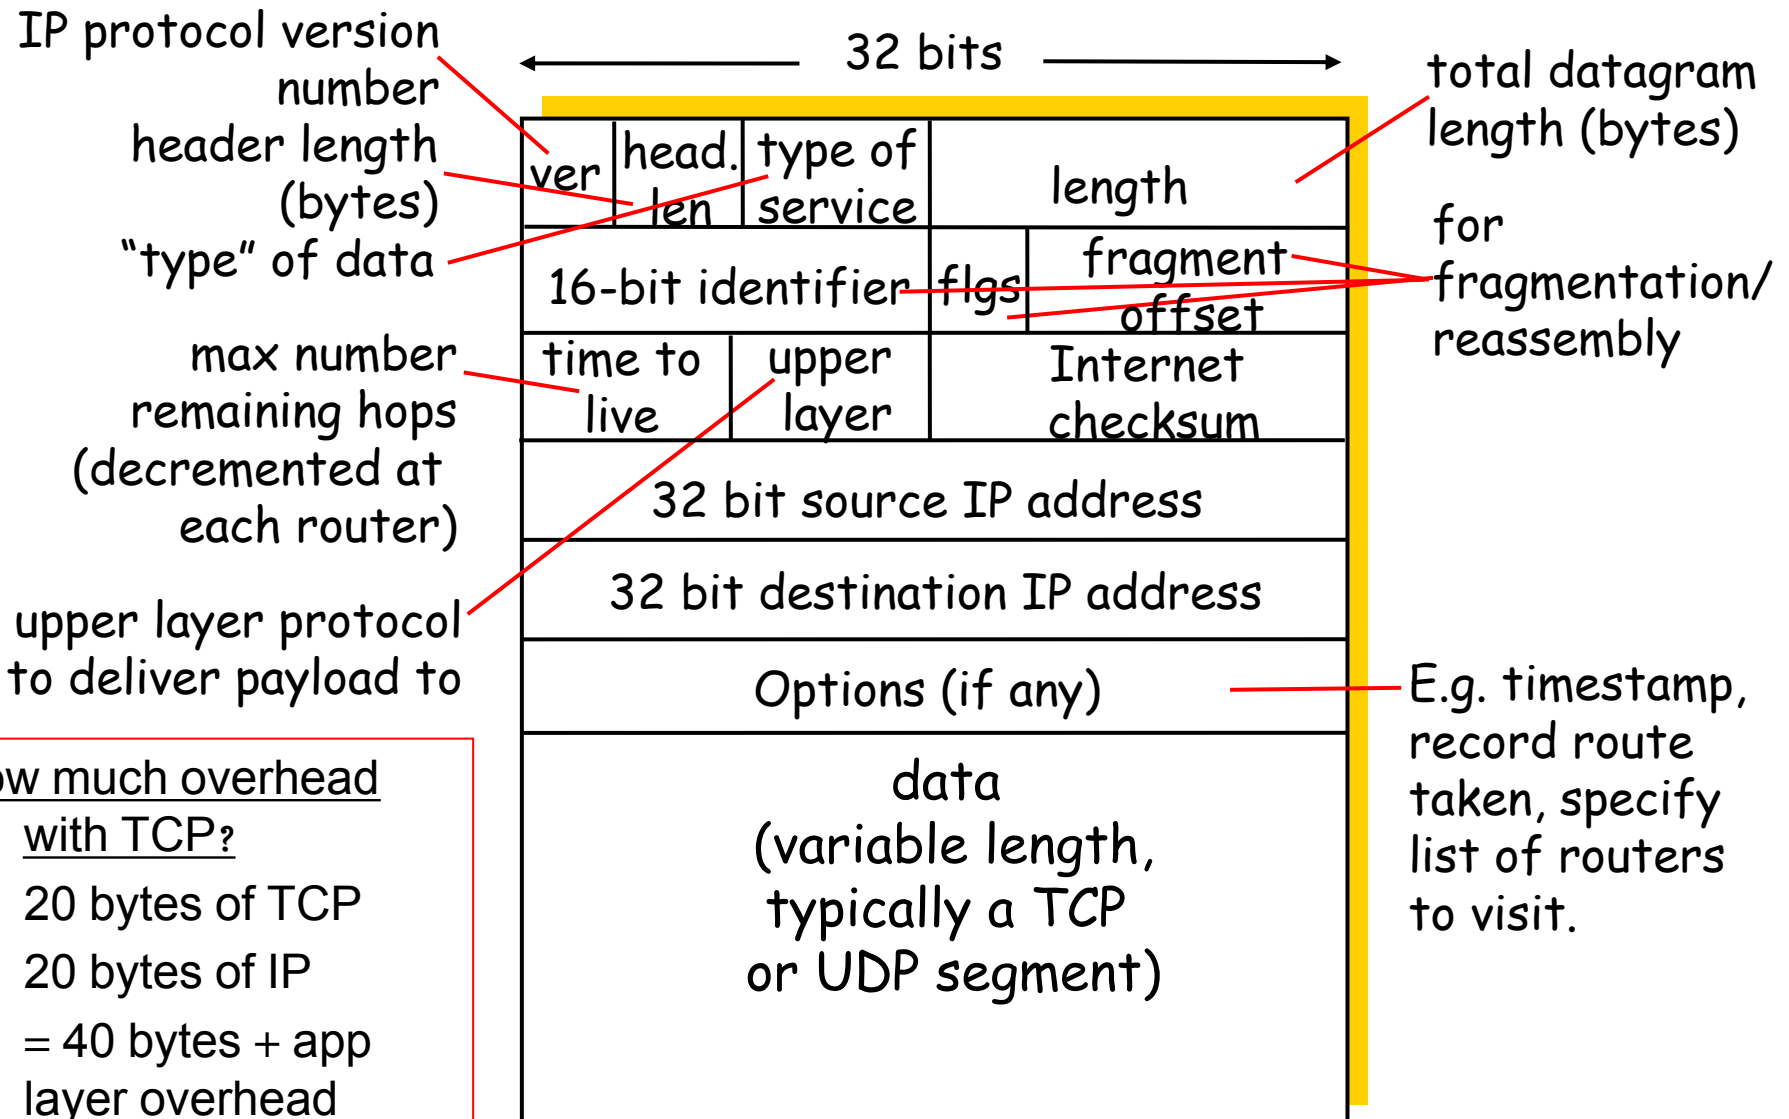 IP protocol version
number
header length
(bytes)
"type" of data
max number
remaining hops
(decremented at
each router)
upper layer protocol
to deliver payload to
ow much overhead
with TCP?
20 bytes of TCP
20 bytes of IP
= 40 bytes + app
layer overhead
32 bits
ver
head.
len
type of
service
length
16-bit identifier
flgs
fragment
offset
time to
live
upper
layer
Internet
checksum
32 bit source IP address
32 bit destination IP address
Options (if any)
data
(variable length,
typically a TCP
or UDP segment)
total datagram
length (bytes)
for
fragmentation/
reassembly
E.g. timestamp,
record route
taken, specify
list of routers
to visit.